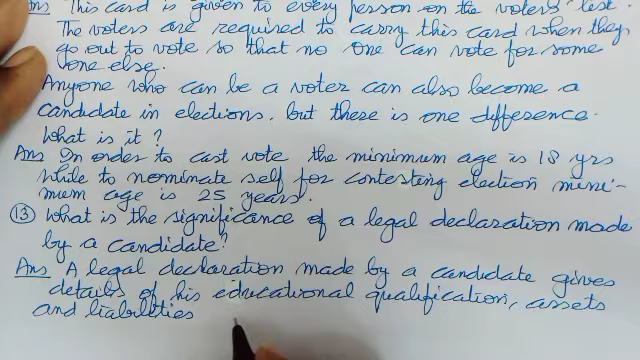 Ans This card is given to every person on the voters' list.
The voters are required to carry this card when they
go out to vote so that no one can vote for some
one else.
Anyone who can be a voter can also become a
candidate in elections. but there is one difference.
What is it?
Ans In order to cast vote the minimum age is 18 yrs
while to nominate self for contesting election mini-
mum age is 25 years.
13 What is the significance of a legal declaration made
by a candidate?
Ans A legal declaration made by a candidate gives
details of his educational qualification, assets
and liabilities